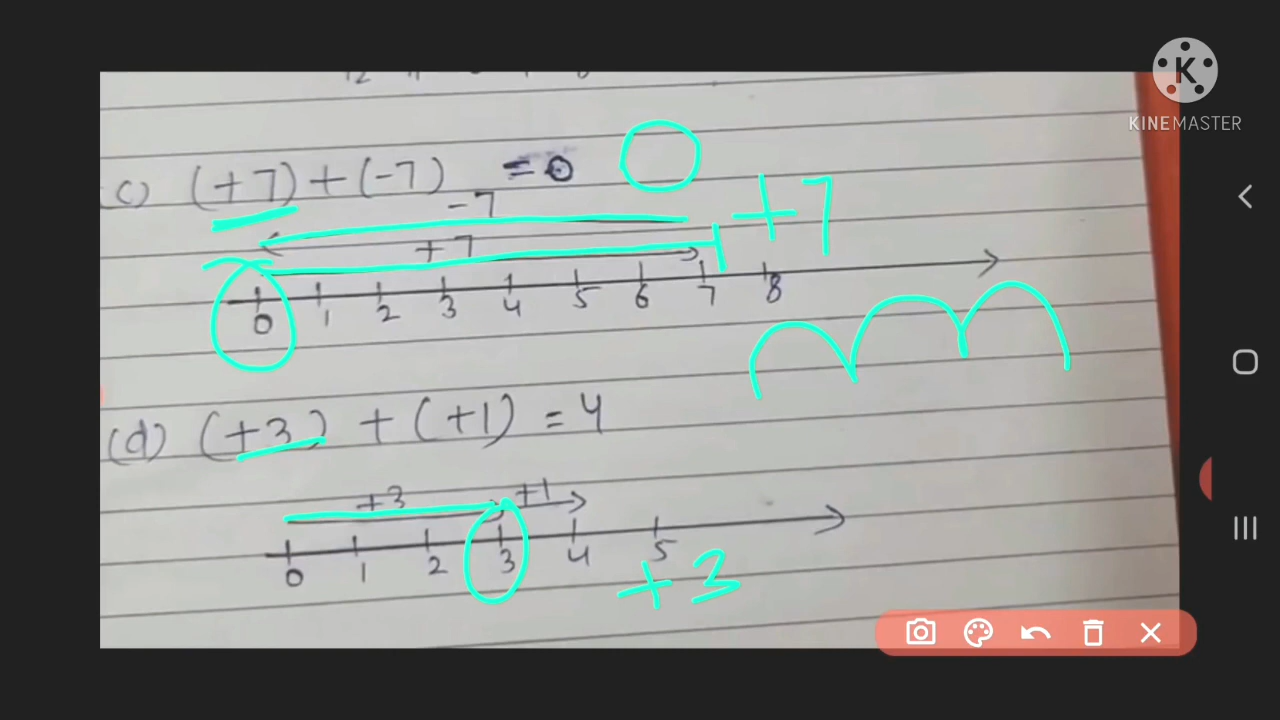 KINEMASTER
(c) (+7) + (-7) = 0
-7
+7
+7
0 1 2 3 4 5 6 7 8
(d) (+3) + (+1) = 4
+3 +1
0 1 2 3 4 5
+3